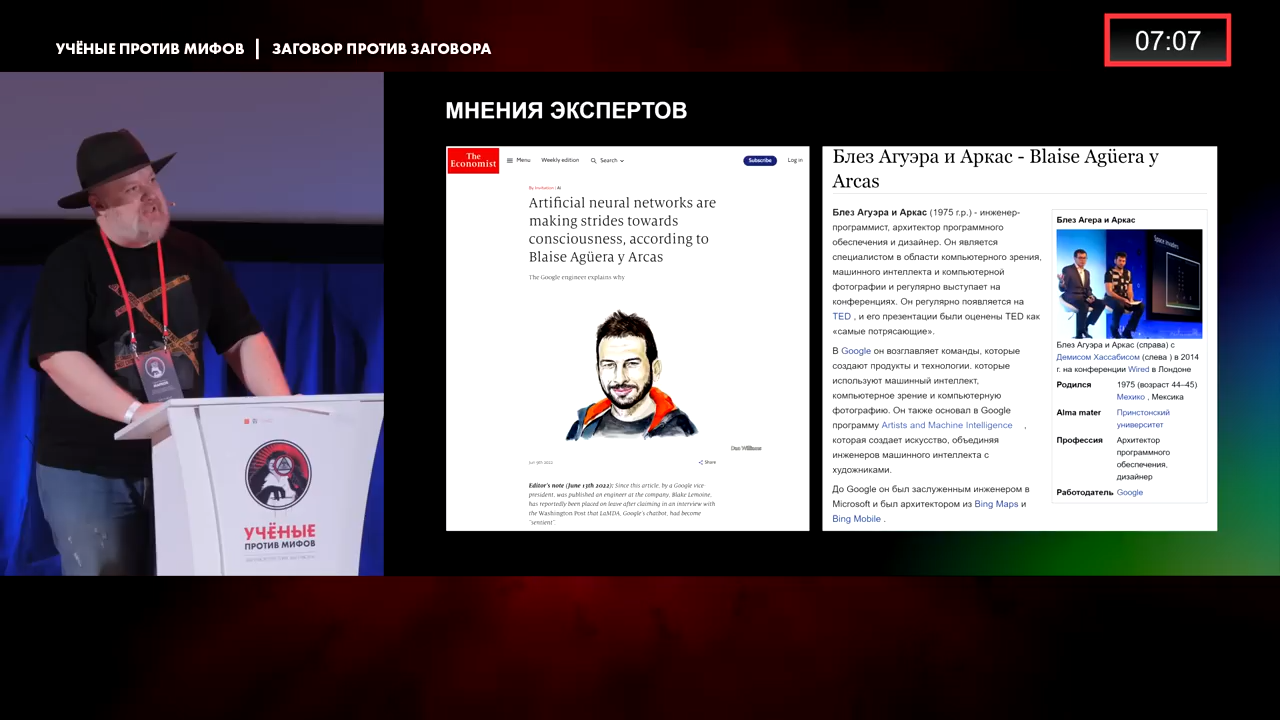 УЧЁНЫЕ ПРОТИВ МИФОВ | ЗАГОВОР ПРОТИВ ЗАГОВОРА
07:07
МНЕНИЯ ЭКСПЕРТОВ
The
Economist
Menu
Weekly edition
Search
Subscribe
Log in
By Invitation | AI
Artificial neural networks are
making strides towards
consciousness, according to
Blaise Agüera y Arcas
The Google engineer explains why
Dan Williams
Jun 9th 2022
Share
Editor's note (June 13th 2022): Since this article, by a Google vice-
president, was published an engineer at the company, Blake Lemoine,
has reportedly been placed on leave after claiming in an interview with
the Washington Post that LaMDA, Google's chatbot, had become
"sentient".
Блез Агуэра и Аркас - Blaise Agüera y
Arcas
Блез Агуэра и Аркас (1975 г.р.) - инженер-
программист, архитектор программного
обеспечения и дизайнер. Он является
специалистом в области компьютерного зрения,
машинного интеллекта и компьютерной
фотографии и регулярно выступает на
конференциях. Он регулярно появляется на
TED , и его презентации были оценены TED как
«самые потрясающие».
В Google он возглавляет команды, которые
создают продукты и технологии. которые
используют машинный интеллект,
компьютерное зрение и компьютерную
фотографию. Он также основал в Google
программу Artists and Machine Intelligence ,
которая создает искусство, объединяя
инженеров машинного интеллекта с
художниками.
До Google он был заслуженным инженером в
Microsoft и был архитектором из Bing Maps и
Bing Mobile .
Блез Агера и Аркас
Space Invaders
Блез Агуэра и Аркас (справа) с
Демисом Хассабисом (слева ) в 2014
г. на конференции Wired в Лондоне
Родился 1975 (возраст 44–45)
Мехико , Мексика
Alma mater Принстонский
университет
Профессия Архитектор
программного
обеспечения,
дизайнер
Работодатель Google
УЧЁНЫЕ
ПРОТИВ МИФОВ